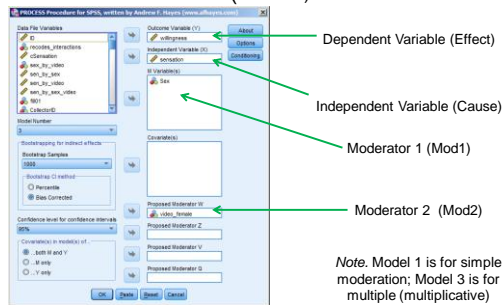 PROCESS Procedure for SPSS, written by Andrew F. Hayes (www.afhayes.com)
Data File Variables
ID
recodes_interactions
cSensation
sex_by_video
sen_by_sex
sen_by_video
sen_by_sex_video
fil01
CollectorID
Model Number
3
Bootstrapping for indirect effects
Bootstrap Samples
1000
Bootstrap CI method
Percentile
Bias Corrected
Confidence level for confidence intervals
95%
Covariate(s) in model(s) of...
...both M and Y
...M only
...Y only
Outcome Variable (Y)
willingness
Independent Variable (X)
sensation
M Variable(s)
Sex
Covariate(s)
Proposed Moderator W
video_female
Proposed Moderator Z
Proposed Moderator V
Proposed Moderator Q
About
Options
Conditioning
OK Paste Reset Cancel
Dependent Variable (Effect)
Independent Variable (Cause)
Moderator 1 (Mod1)
Moderator 2 (Mod2)
Note. Model 1 is for simple
moderation; Model 3 is for
multiple (multiplicative)